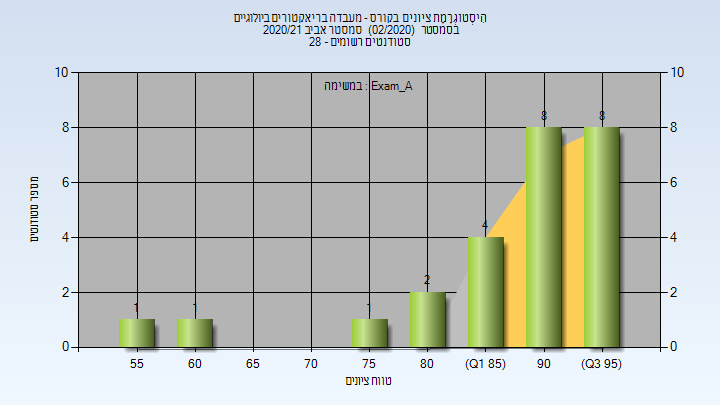 היסטוגרמת ציונים בקורס - מעבדה בריאקטורים ביולוגיים
בסמסטר (02/2020) סמסטר אביב 2020/21
סטודנטים רשומים - 28
במשימה : Exam_A
10 10
8 8
6 6
4 4
2 2
0 0
1 1 1 2 4 8 8
מספר סטודנטים
55 60 65 70 75 80 (Q1 85) 90 (Q3 95)
טווח ציונים